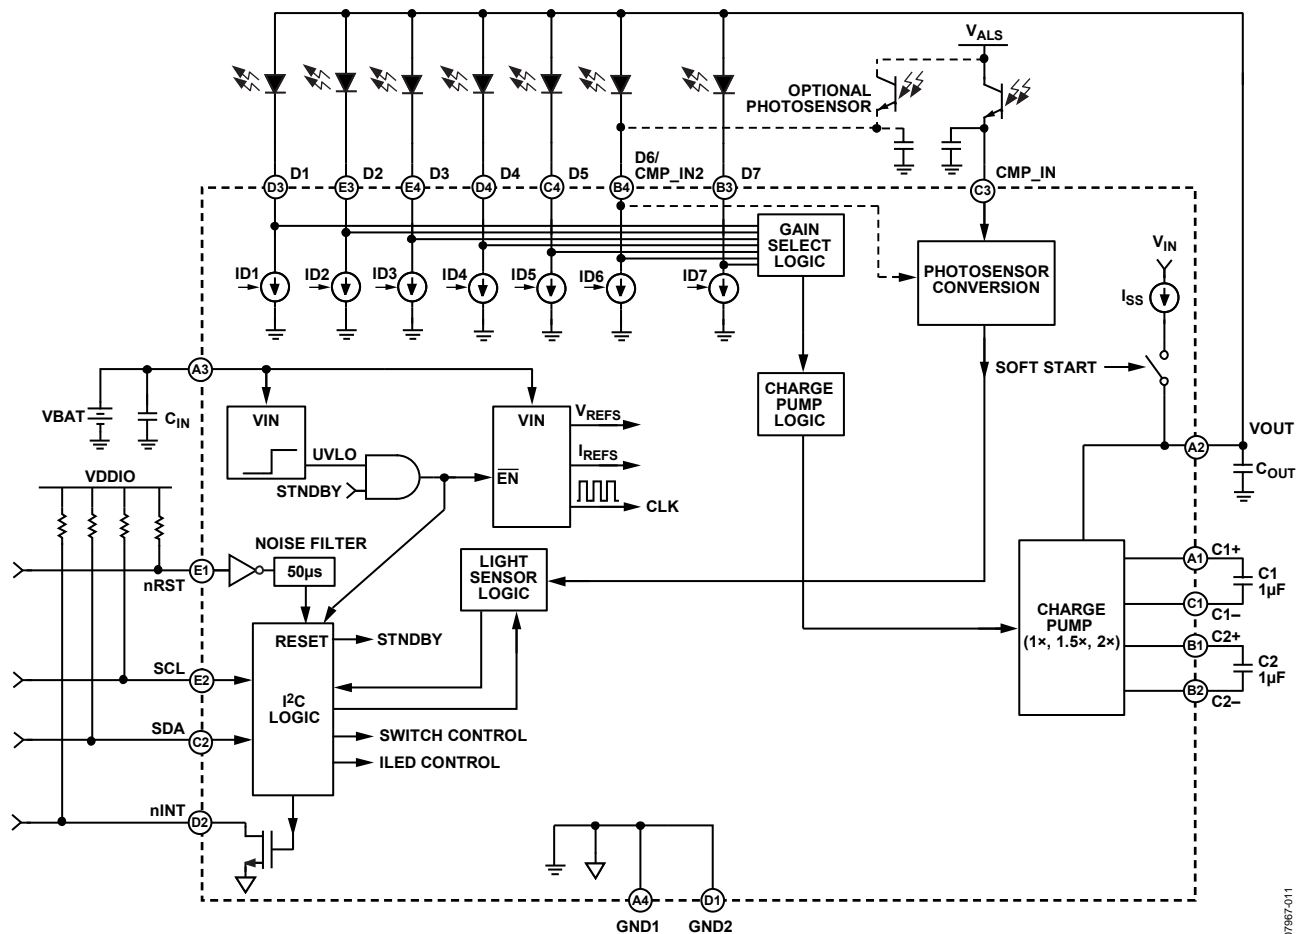 VALS
OPTIONAL
PHOTOSENSOR
D1
D2
D3
D4
D5
D6/
CMP_IN2
D7
CMP_IN
D3
E3
E4
D4
C4
B4
B3
C3
GAIN
SELECT
LOGIC
PHOTOSENSOR
CONVERSION
VIN
ISS
ID1
ID2
ID3
ID4
ID5
ID6
ID7
SOFT START
A3
VBAT
CIN
VIN
VIN
VREFS
IREFS
CLK
EN
UVLO
STNDBY
CHARGE
PUMP
LOGIC
VOUT
A2
COUT
VDDIO
NOISE FILTER
50µs
nRST
E1
LIGHT
SENSOR
LOGIC
CHARGE
PUMP
(1×, 1.5×, 2×)
A1
C1+
C1
1µF
C1
C1–
B1
C2+
C2
1µF
B2
C2–
RESET
STNDBY
SCL
E2
I2C
LOGIC
SDA
C2
SWITCH CONTROL
ILED CONTROL
nINT
D2
A4
D1
GND1
GND2
07967-011